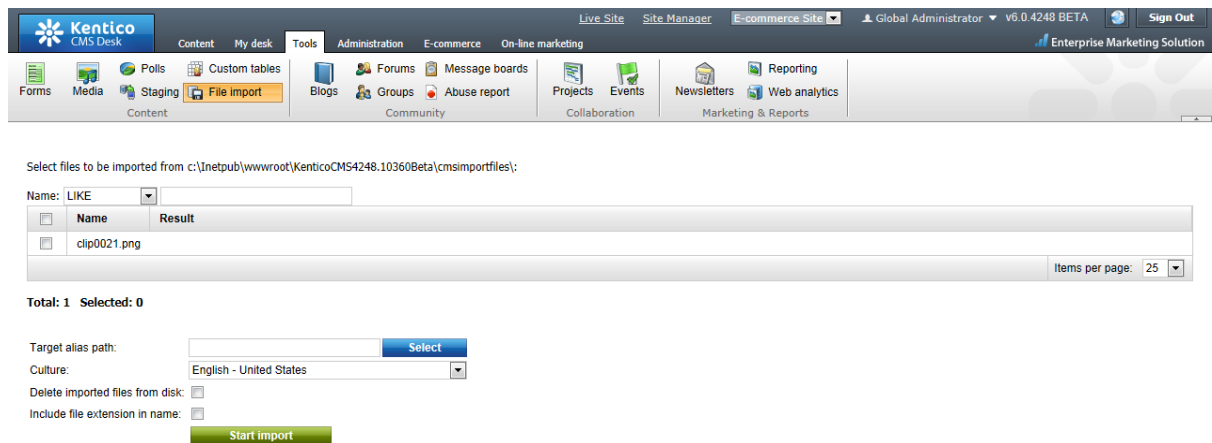 Live Site Site Manager E-commerce Site Global Administrator v6.0.4248 BETA Sign Out
Kentico
CMS Desk
Content My desk Tools Administration E-commerce On-line marketing Enterprise Marketing Solution
Polls Custom tables Forums Message boards Reporting
Forms Media Staging File import Blogs Groups Abuse report Projects Events Newsletters Web analytics
Content Community Collaboration Marketing & Reports
Select files to be imported from c:\Inetpub\wwwroot\KenticoCMS4248.10360Beta\cmsimportfiles\:
Name: LIKE
Name Result
clip0021.png
Items per page: 25
Total: 1 Selected: 0
Target alias path: Select
Culture: English - United States
Delete imported files from disk:
Include file extension in name:
Start import